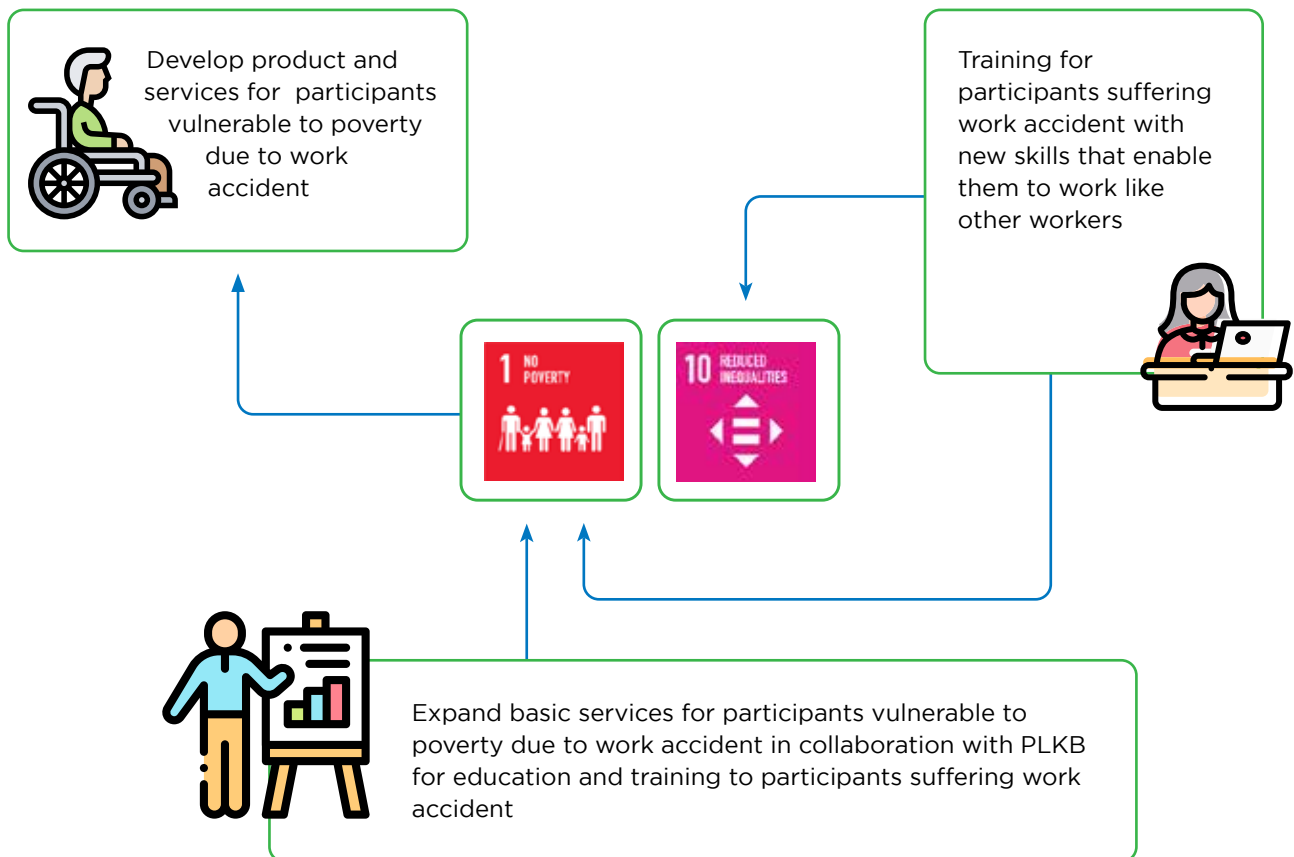 Develop product and
services for participants
vulnerable to poverty
due to work
accident
Training for
participants suffering
work accident with
new skills that enable
them to work like
other workers
1 NO
POVERTY
10 REDUCED
INEQUALITIES
Expand basic services for participants vulnerable to
poverty due to work accident in collaboration with PLKB
for education and training to participants suffering work
accident